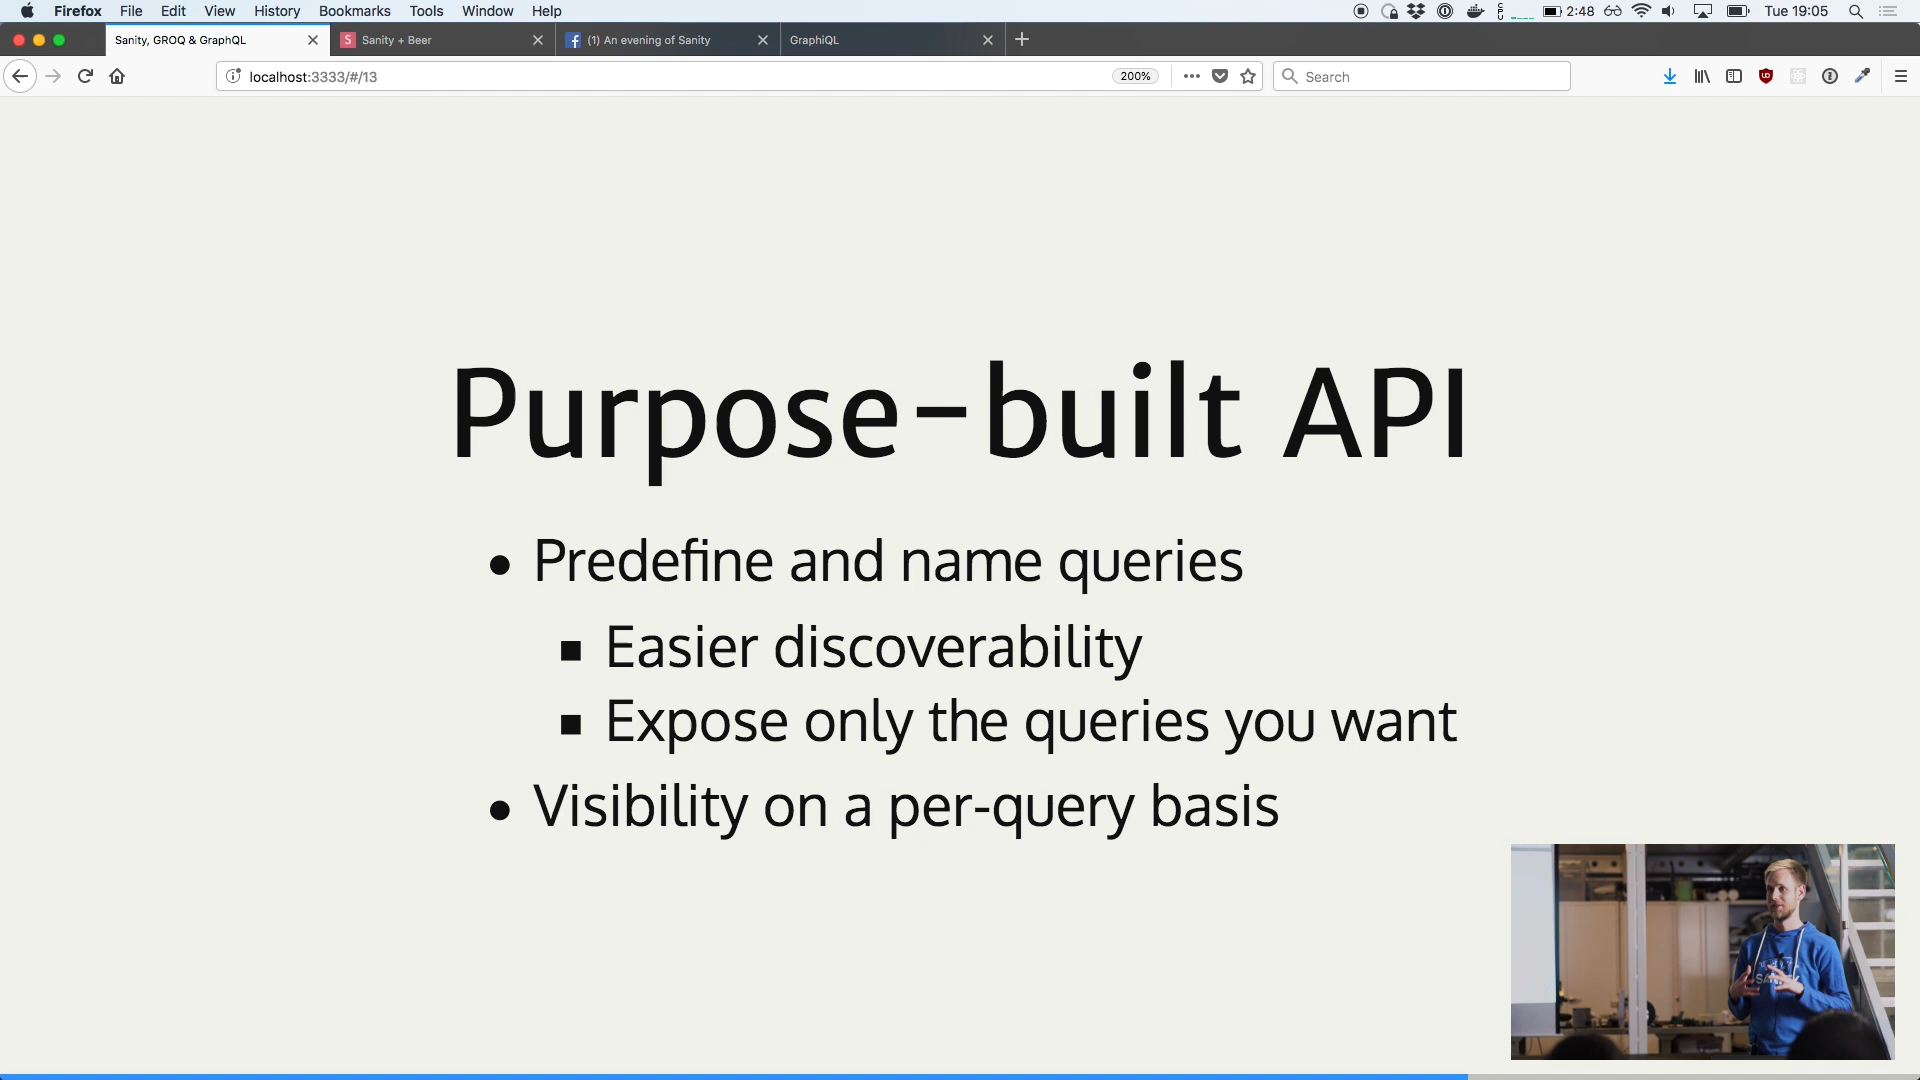 Firefox File Edit View History Bookmarks Tools Window Help 2:48 Tue 19:05
Sanity, GROQ & GraphQL S Sanity + Beer (1) An evening of Sanity GraphiQL
localhost:3333/#/13 200% Search
Purpose-built API
Predefine and name queries
Easier discoverability
Expose only the queries you want
Visibility on a per-query basis